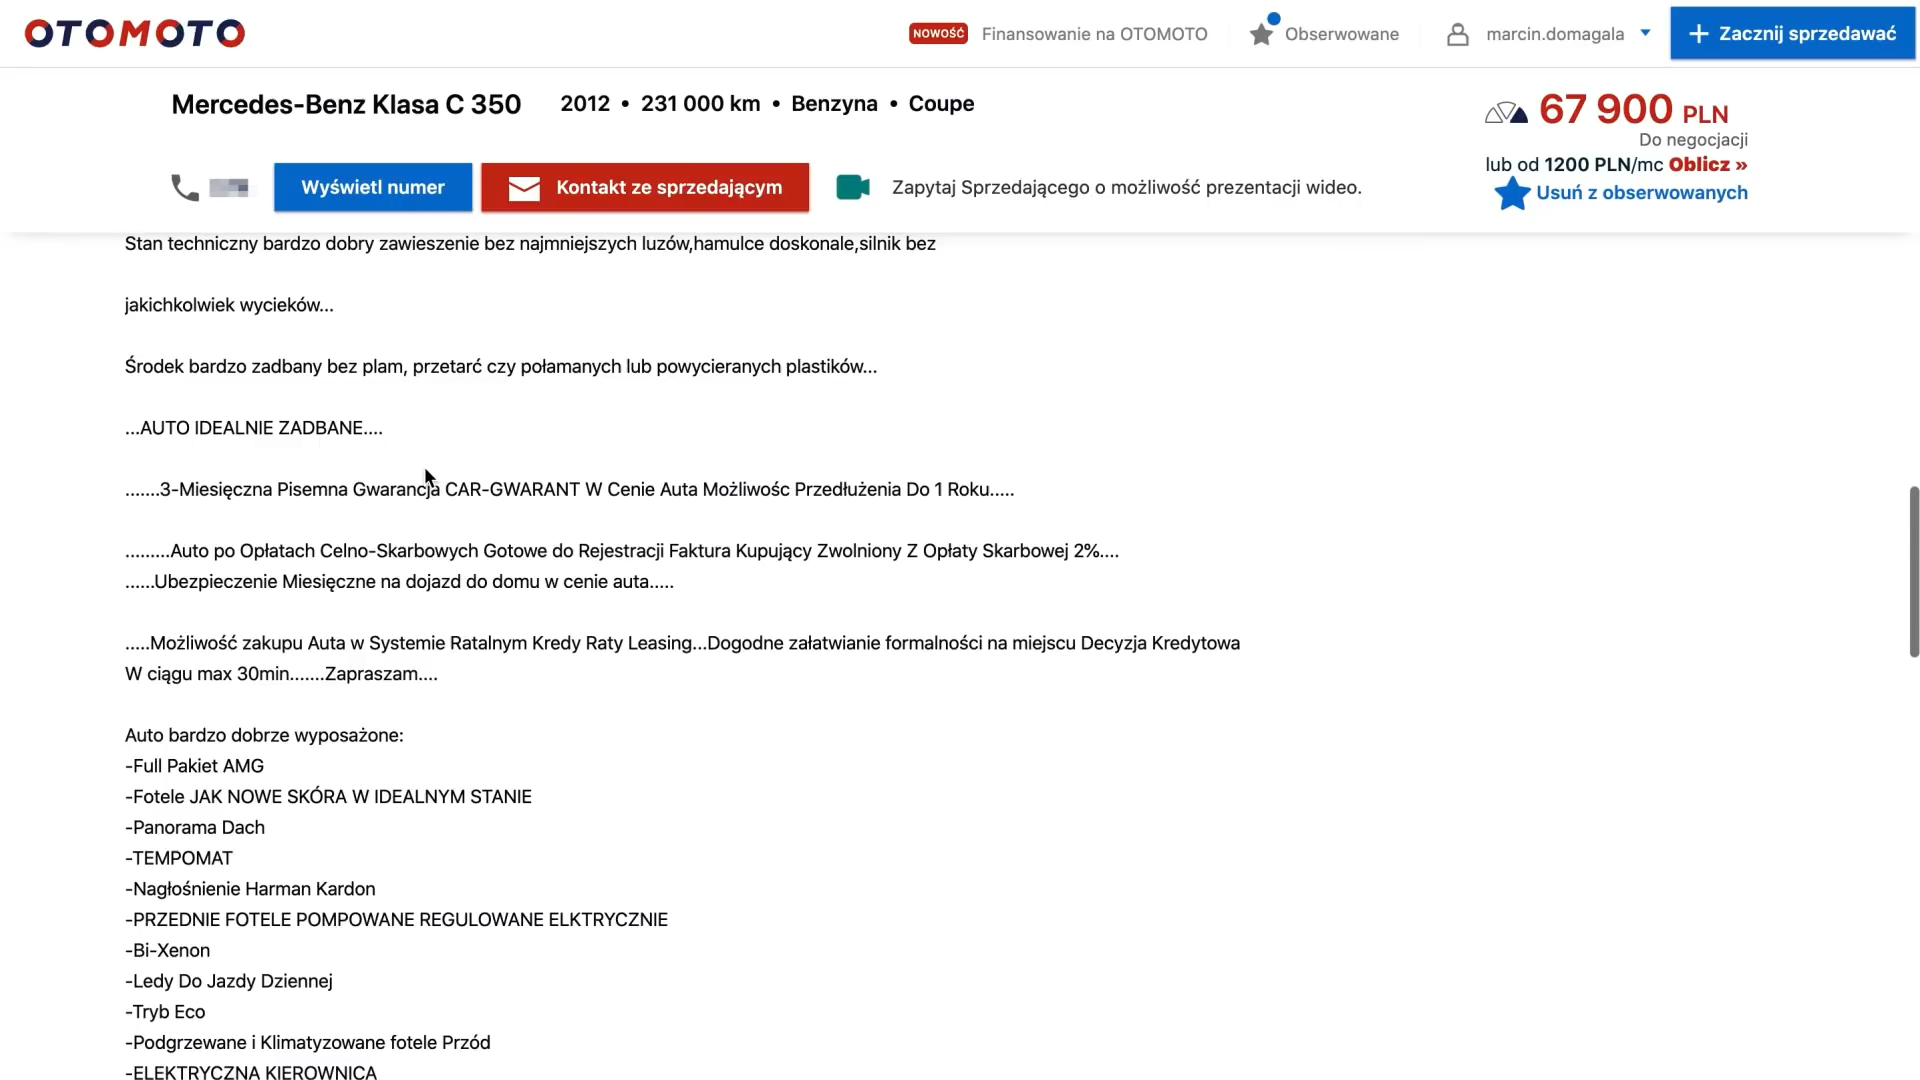 OTOMOTO
NOWOŚĆ Finansowanie na OTOMOTO Obserwowane marcin.domagala + Zacznij sprzedawać
Mercedes-Benz Klasa C 350 2012 • 231 000 km • Benzyna • Coupe
67 900 PLN
Do negocjacji
lub od 1200 PLN/mc Oblicz »
Wyświetl numer Kontakt ze sprzedającym Zapytaj Sprzedającego o możliwość prezentacji wideo.
Usuń z obserwowanych
Stan techniczny bardzo dobry zawieszenie bez najmniejszych luzów,hamulce doskonale,silnik bez
jakichkolwiek wycieków...
Środek bardzo zadbany bez plam, przetarć czy połamanych lub powycieranych plastików...
...AUTO IDEALNIE ZADBANE....
.......3-Miesięczna Pisemna Gwarancja CAR-GWARANT W Cenie Auta Możliwośc Przedłużenia Do 1 Roku.....
.........Auto po Opłatach Celno-Skarbowych Gotowe do Rejestracji Faktura Kupujący Zwolniony Z Opłaty Skarbowej 2%....
......Ubezpieczenie Miesięczne na dojazd do domu w cenie auta.....
.....Możliwość zakupu Auta w Systemie Ratalnym Kredy Raty Leasing...Dogodne załatwianie formalności na miejscu Decyzja Kredytowa
W ciągu max 30min.......Zapraszam....
Auto bardzo dobrze wyposażone:
-Full Pakiet AMG
-Fotele JAK NOWE SKÓRA W IDEALNYM STANIE
-Panorama Dach
-TEMPOMAT
-Nagłośnienie Harman Kardon
-PRZEDNIE FOTELE POMPOWANE REGULOWANE ELKTRYCZNIE
-Bi-Xenon
-Ledy Do Jazdy Dziennej
-Tryb Eco
-Podgrzewane i Klimatyzowane fotele Przód
-ELEKTRYCZNA KIEROWNICA